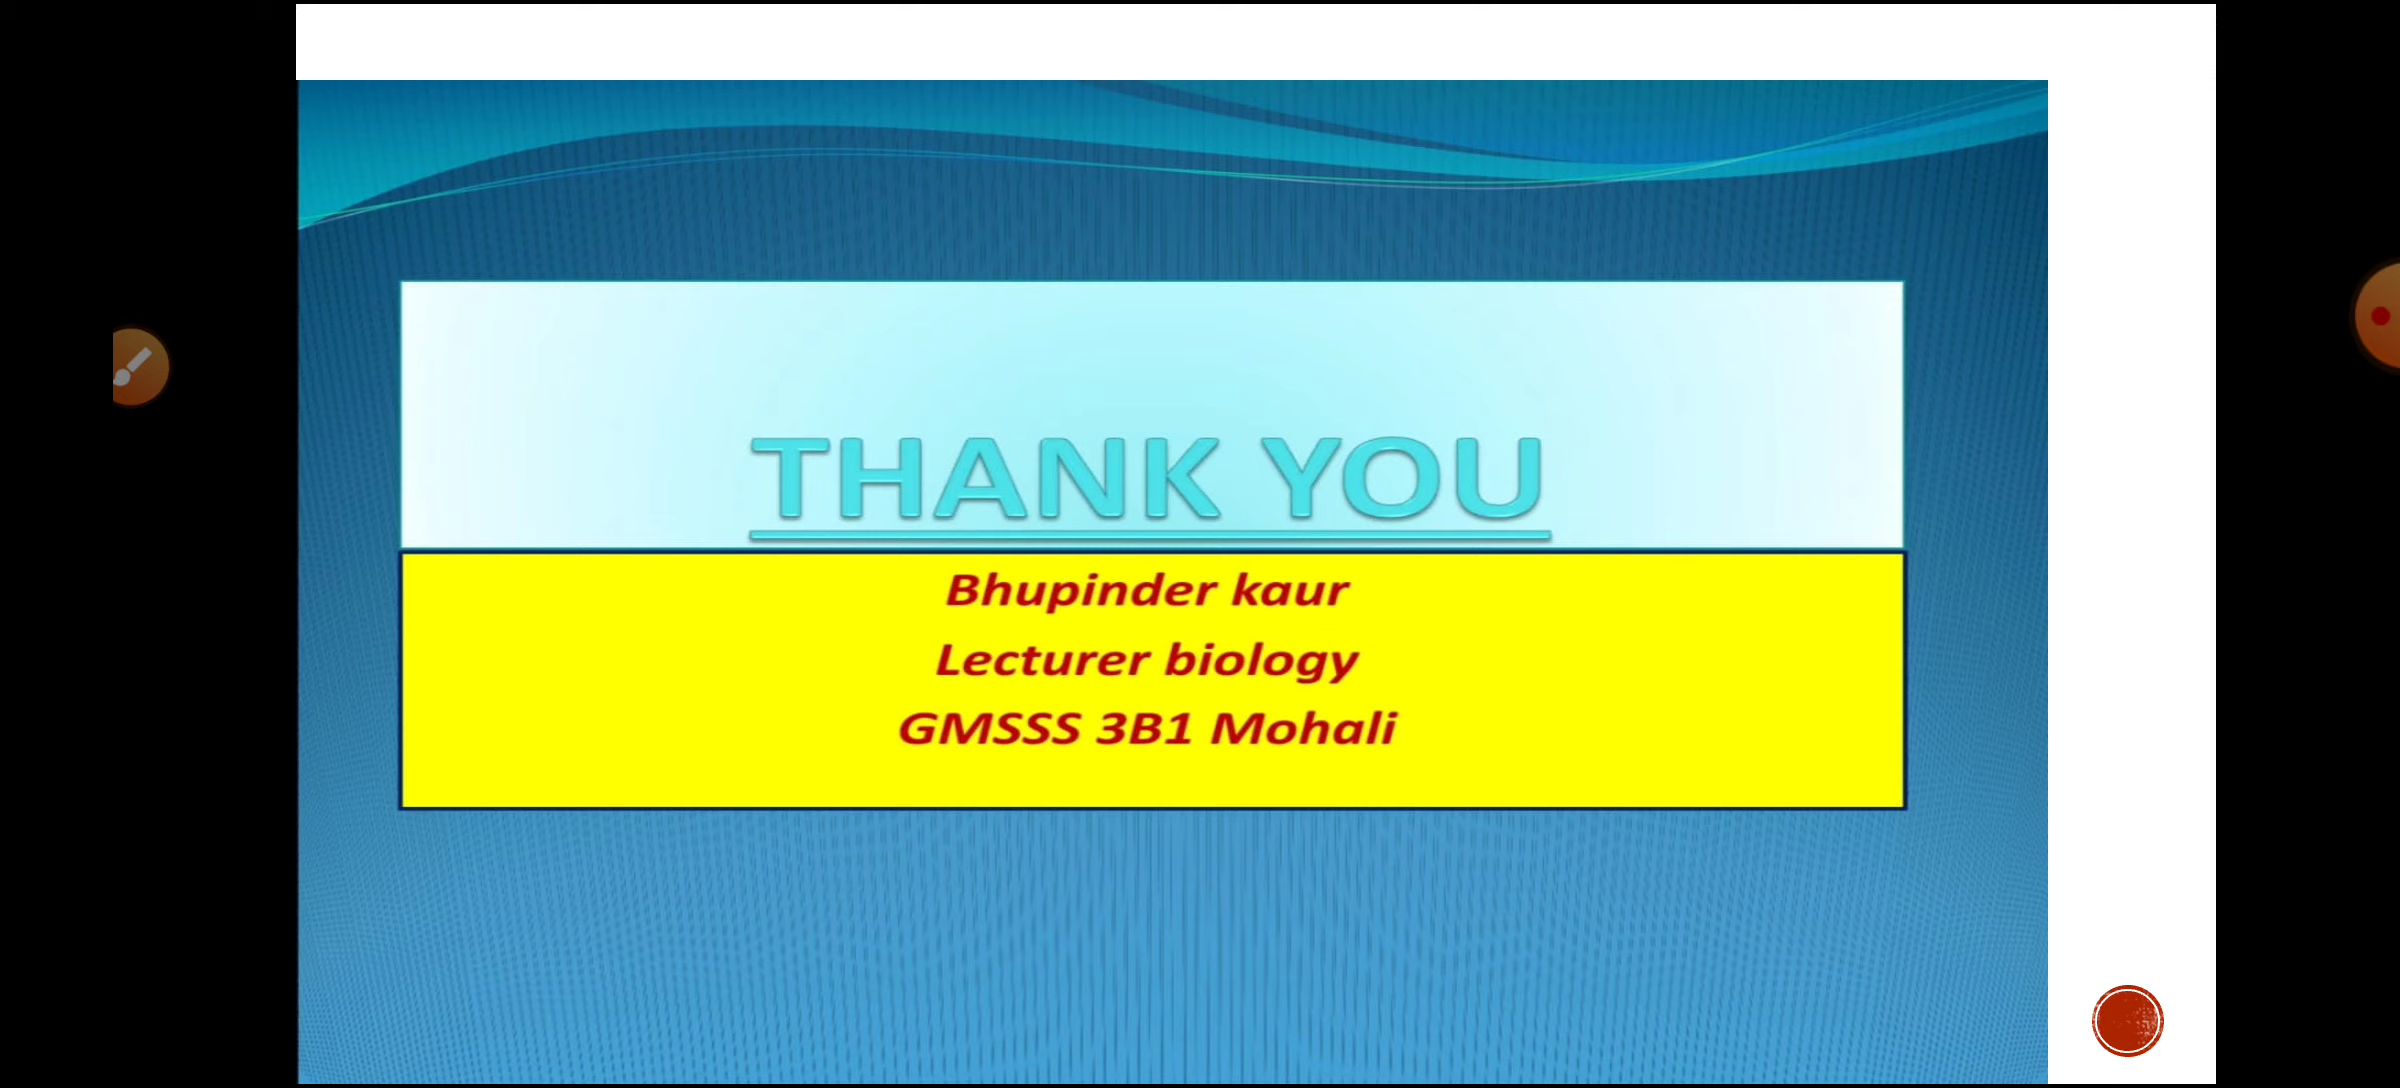 THANK YOU
Bhupinder kaur
Lecturer biology
GMSSS 3B1 Mohali